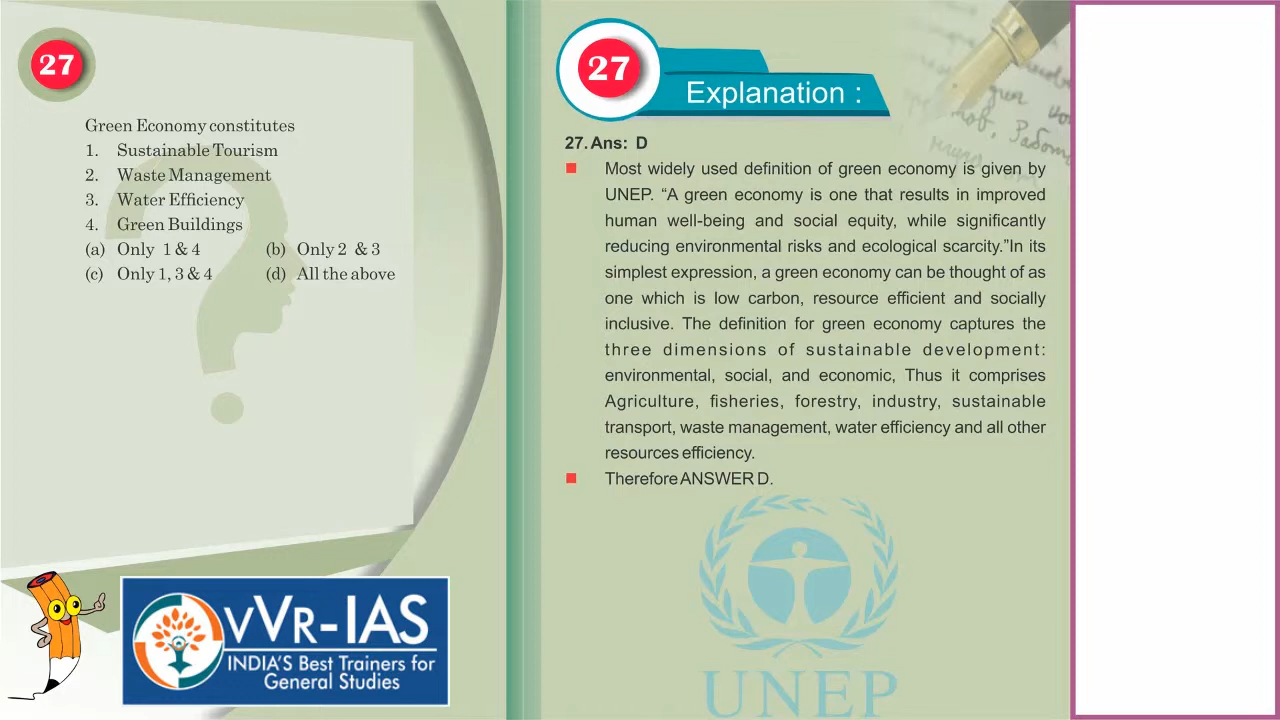 27
Green Economy constitutes
1. Sustainable Tourism
2. Waste Management
3. Water Efficiency
4. Green Buildings
(a) Only 1 & 4 (b) Only 2 & 3
(c) Only 1, 3 & 4 (d) All the above
vVr-IAS
INDIA'S Best Trainers for
General Studies
27
Explanation :
27. Ans: D
Most widely used definition of green economy is given by
UNEP. “A green economy is one that results in improved
human well-being and social equity, while significantly
reducing environmental risks and ecological scarcity.”In its
simplest expression, a green economy can be thought of as
one which is low carbon, resource efficient and socially
inclusive. The definition for green economy captures the
three dimensions of sustainable development:
environmental, social, and economic, Thus it comprises
Agriculture, fisheries, forestry, industry, sustainable
transport, waste management, water efficiency and all other
resources efficiency.
Therefore ANSWER D.
UNEP